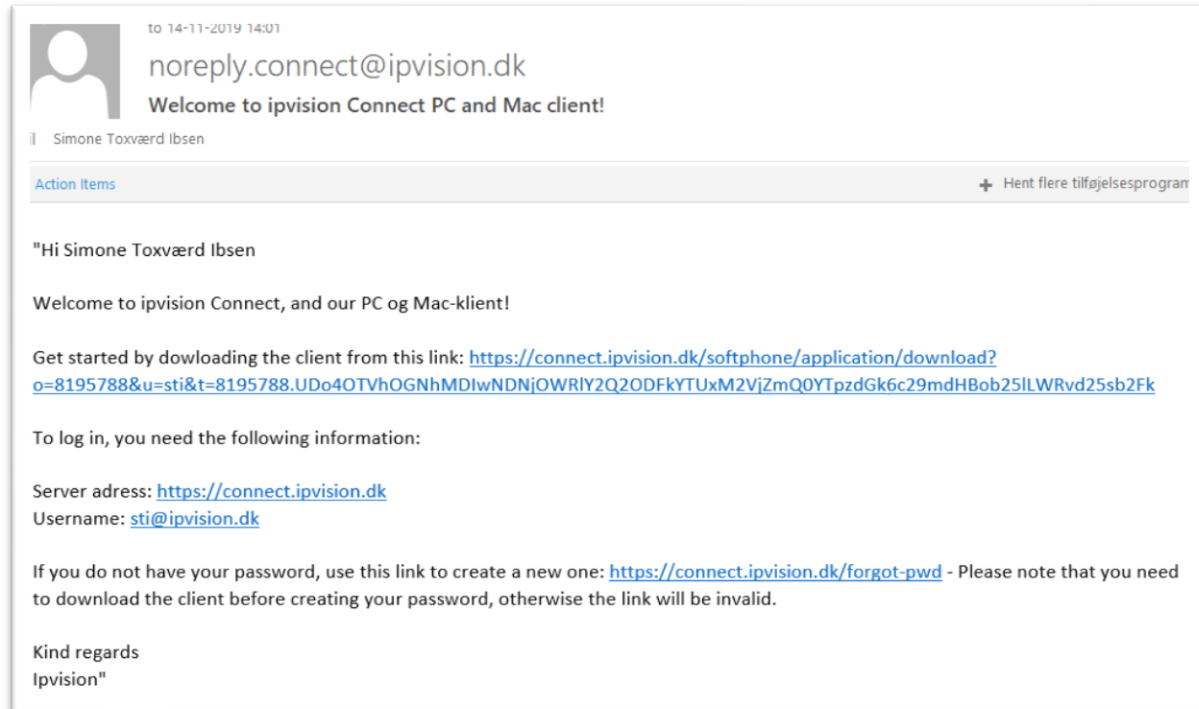 to 14-11-2019 14:01
noreply.connect@ipvision.dk
Welcome to ipvision Connect PC and Mac client!
Simone Toxværd Ibsen
Action Items
+ Hent flere tilføjelsesprogram
"Hi Simone Toxværd Ibsen
Welcome to ipvision Connect, and our PC og Mac-klient!
Get started by dowloading the client from this link: https://connect.ipvision.dk/softphone/application/download?
o=8195788&u=sti&t=8195788.UDo4OTVhOGNhMDIwNDNjOWRlY2Q2ODFkYTUxM2VjZmQ0YTpzdGk6c29mdHBob25lLWRvd25sb2Fk
To log in, you need the following information:
Server adress: https://connect.ipvision.dk
Username: sti@ipvision.dk
If you do not have your password, use this link to create a new one: https://connect.ipvision.dk/forgot-pwd - Please note that you need
to download the client before creating your password, otherwise the link will be invalid.
Kind regards
Ipvision"